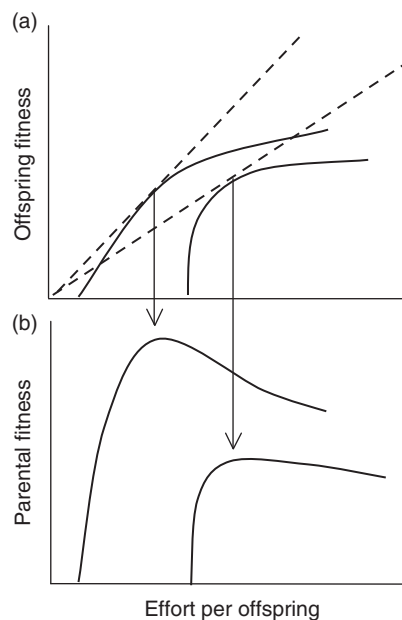 (a)
Offspring fitness
(b)
Parental fitness
Effort per offspring